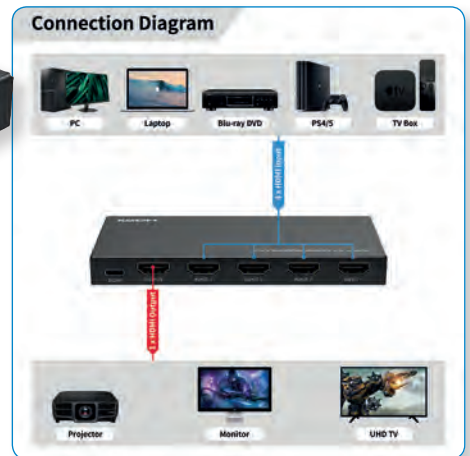 Connection Diagram
PC
Laptop
Blu-ray DVD
PS4/5
TV Box
4 x HDMI Input
1 x HDMI Output
Projector
Monitor
UHD TV